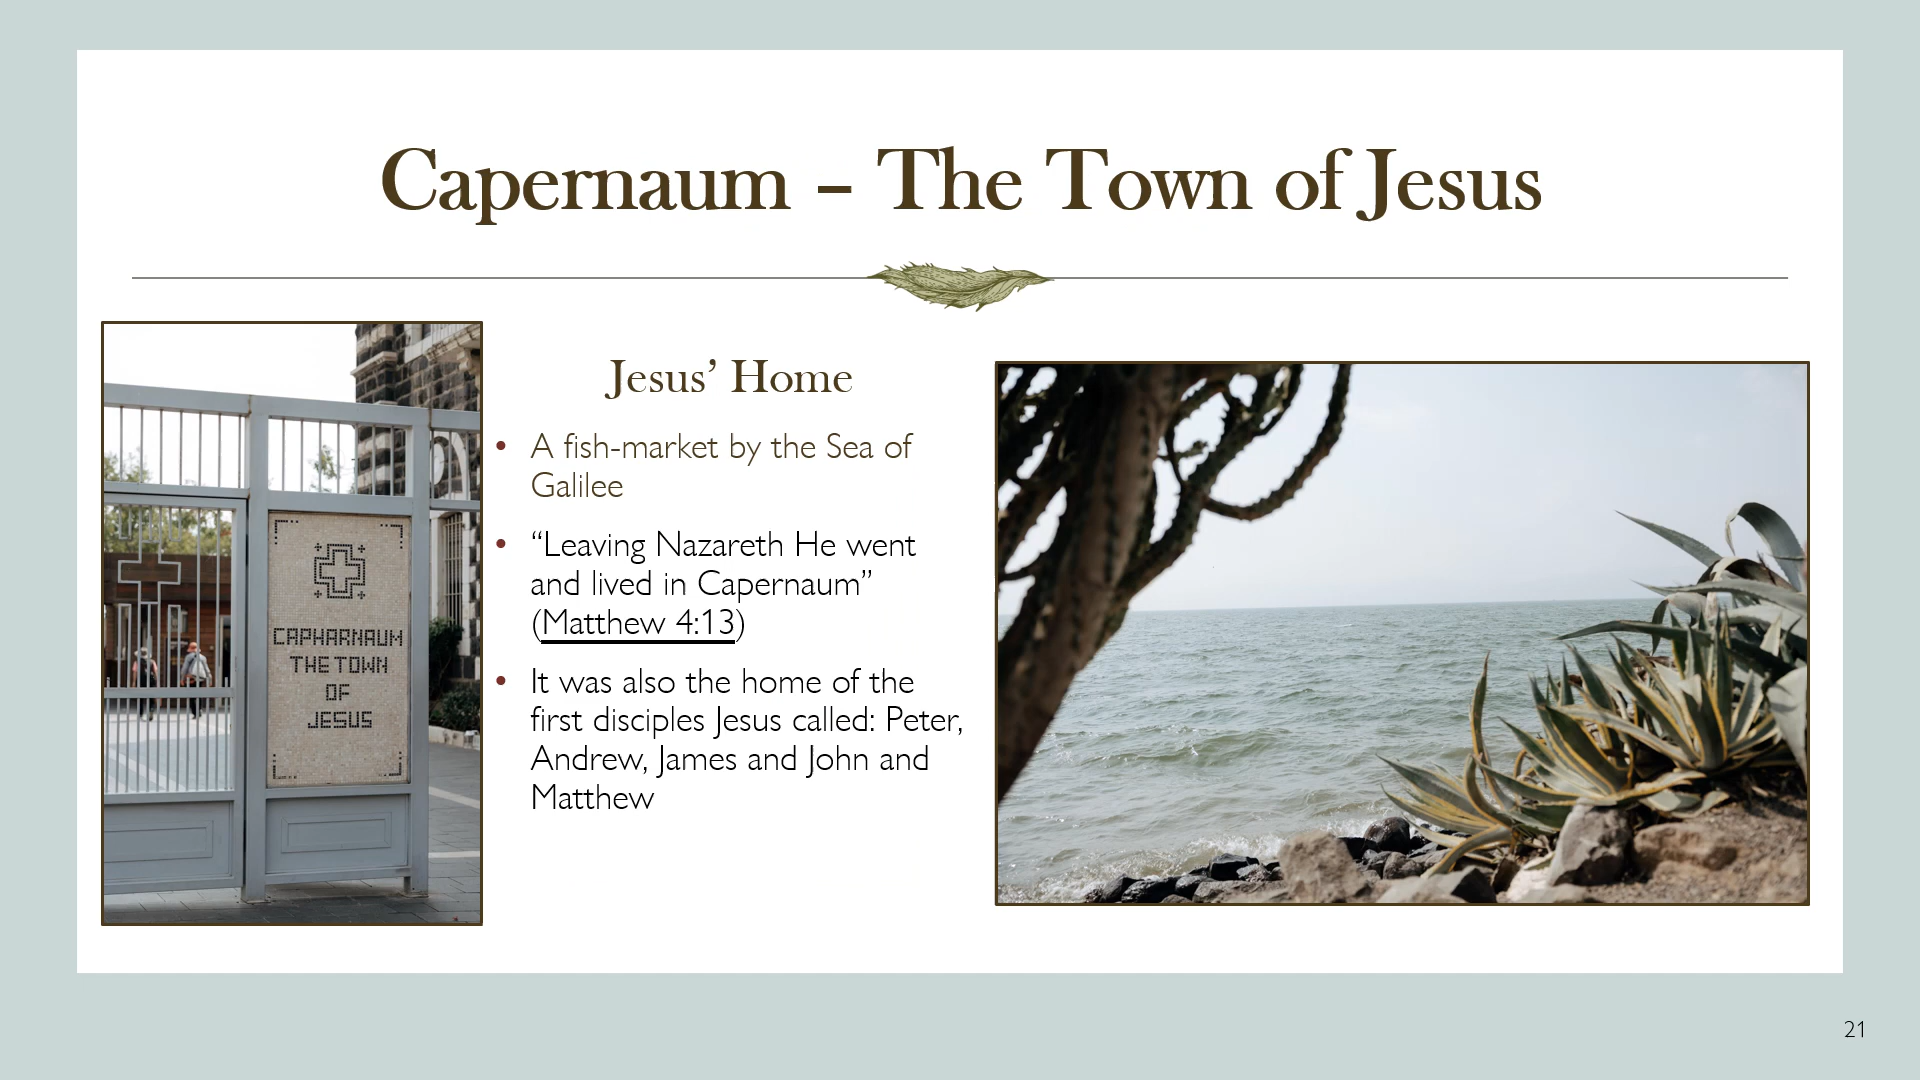 Capernaum – The Town of Jesus
CAPHARNAUM
THE TOWN
OF
JESUS
Jesus’ Home
• A fish-market by the Sea of
Galilee
• “Leaving Nazareth He went
and lived in Capernaum”
(Matthew 4:13)
• It was also the home of the
first disciples Jesus called: Peter,
Andrew, James and John and
Matthew
21